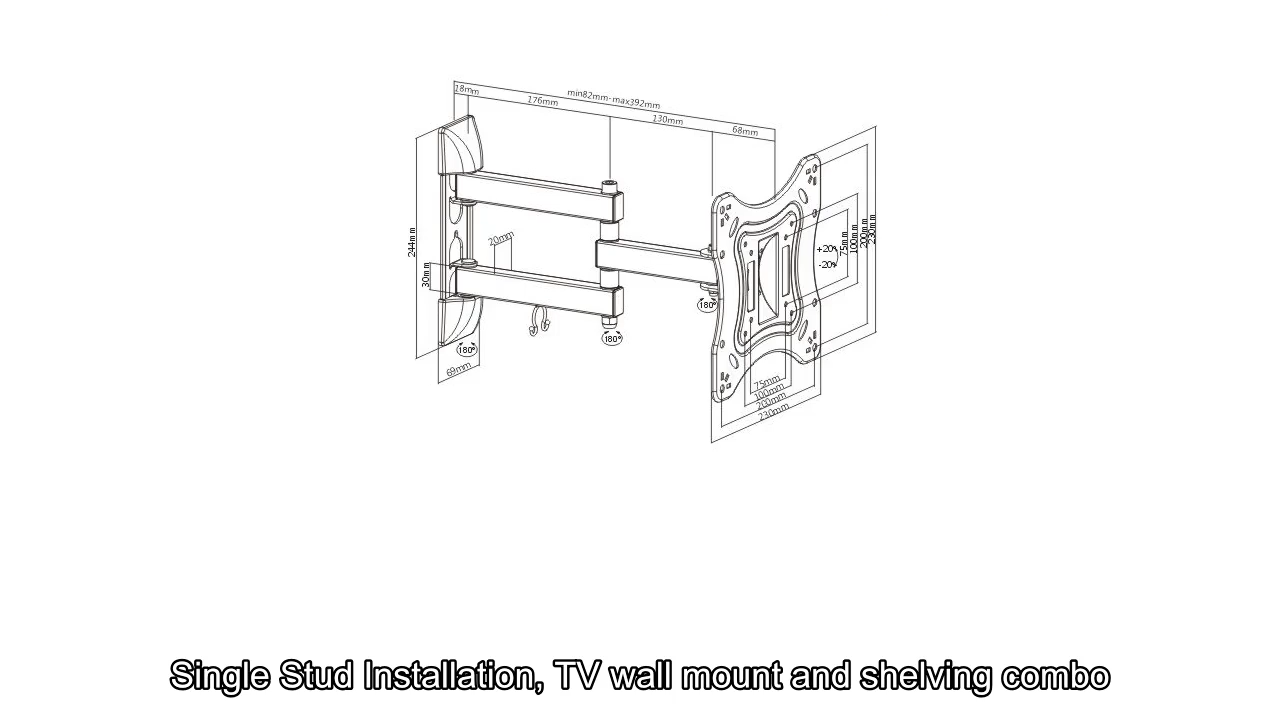 18mm
min82mm-max392mm
176mm
130mm
68mm
244mm
20mm
30mm
+20°
-20°
75mm
100mm
200mm
230mm
180°
180°
180°
69mm
75mm
100mm
200mm
230mm
Single Stud Installation, TV wall mount and shelving combo